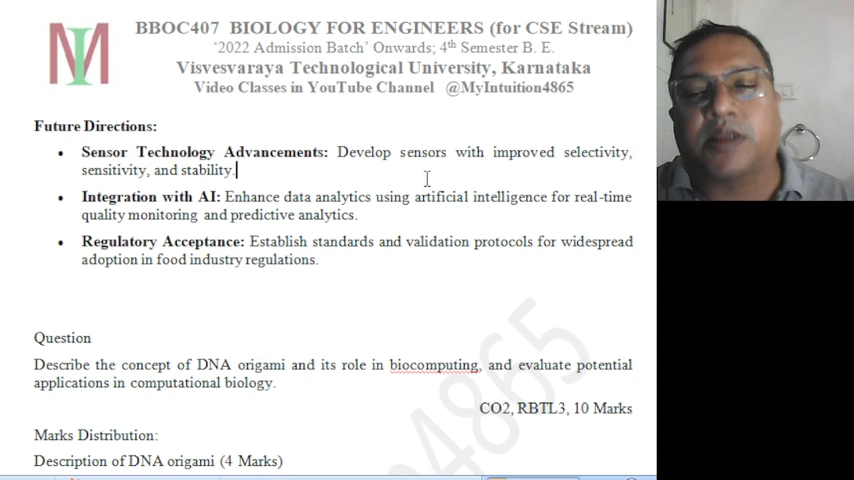 BBOC407 BIOLOGY FOR ENGINEERS (for CSE Stream)
‘2022 Admission Batch’ Onwards; 4th Semester B. E.
Visvesvaraya Technological University, Karnataka
Video Classes in YouTube Channel @MyIntuition4865
Future Directions:
• Sensor Technology Advancements: Develop sensors with improved selectivity,
sensitivity, and stability.
• Integration with AI: Enhance data analytics using artificial intelligence for real-time
quality monitoring and predictive analytics.
• Regulatory Acceptance: Establish standards and validation protocols for widespread
adoption in food industry regulations.
Question
Describe the concept of DNA origami and its role in biocomputing, and evaluate potential
applications in computational biology.
CO2, RBTL3, 10 Marks
Marks Distribution:
Description of DNA origami (4 Marks)
4865